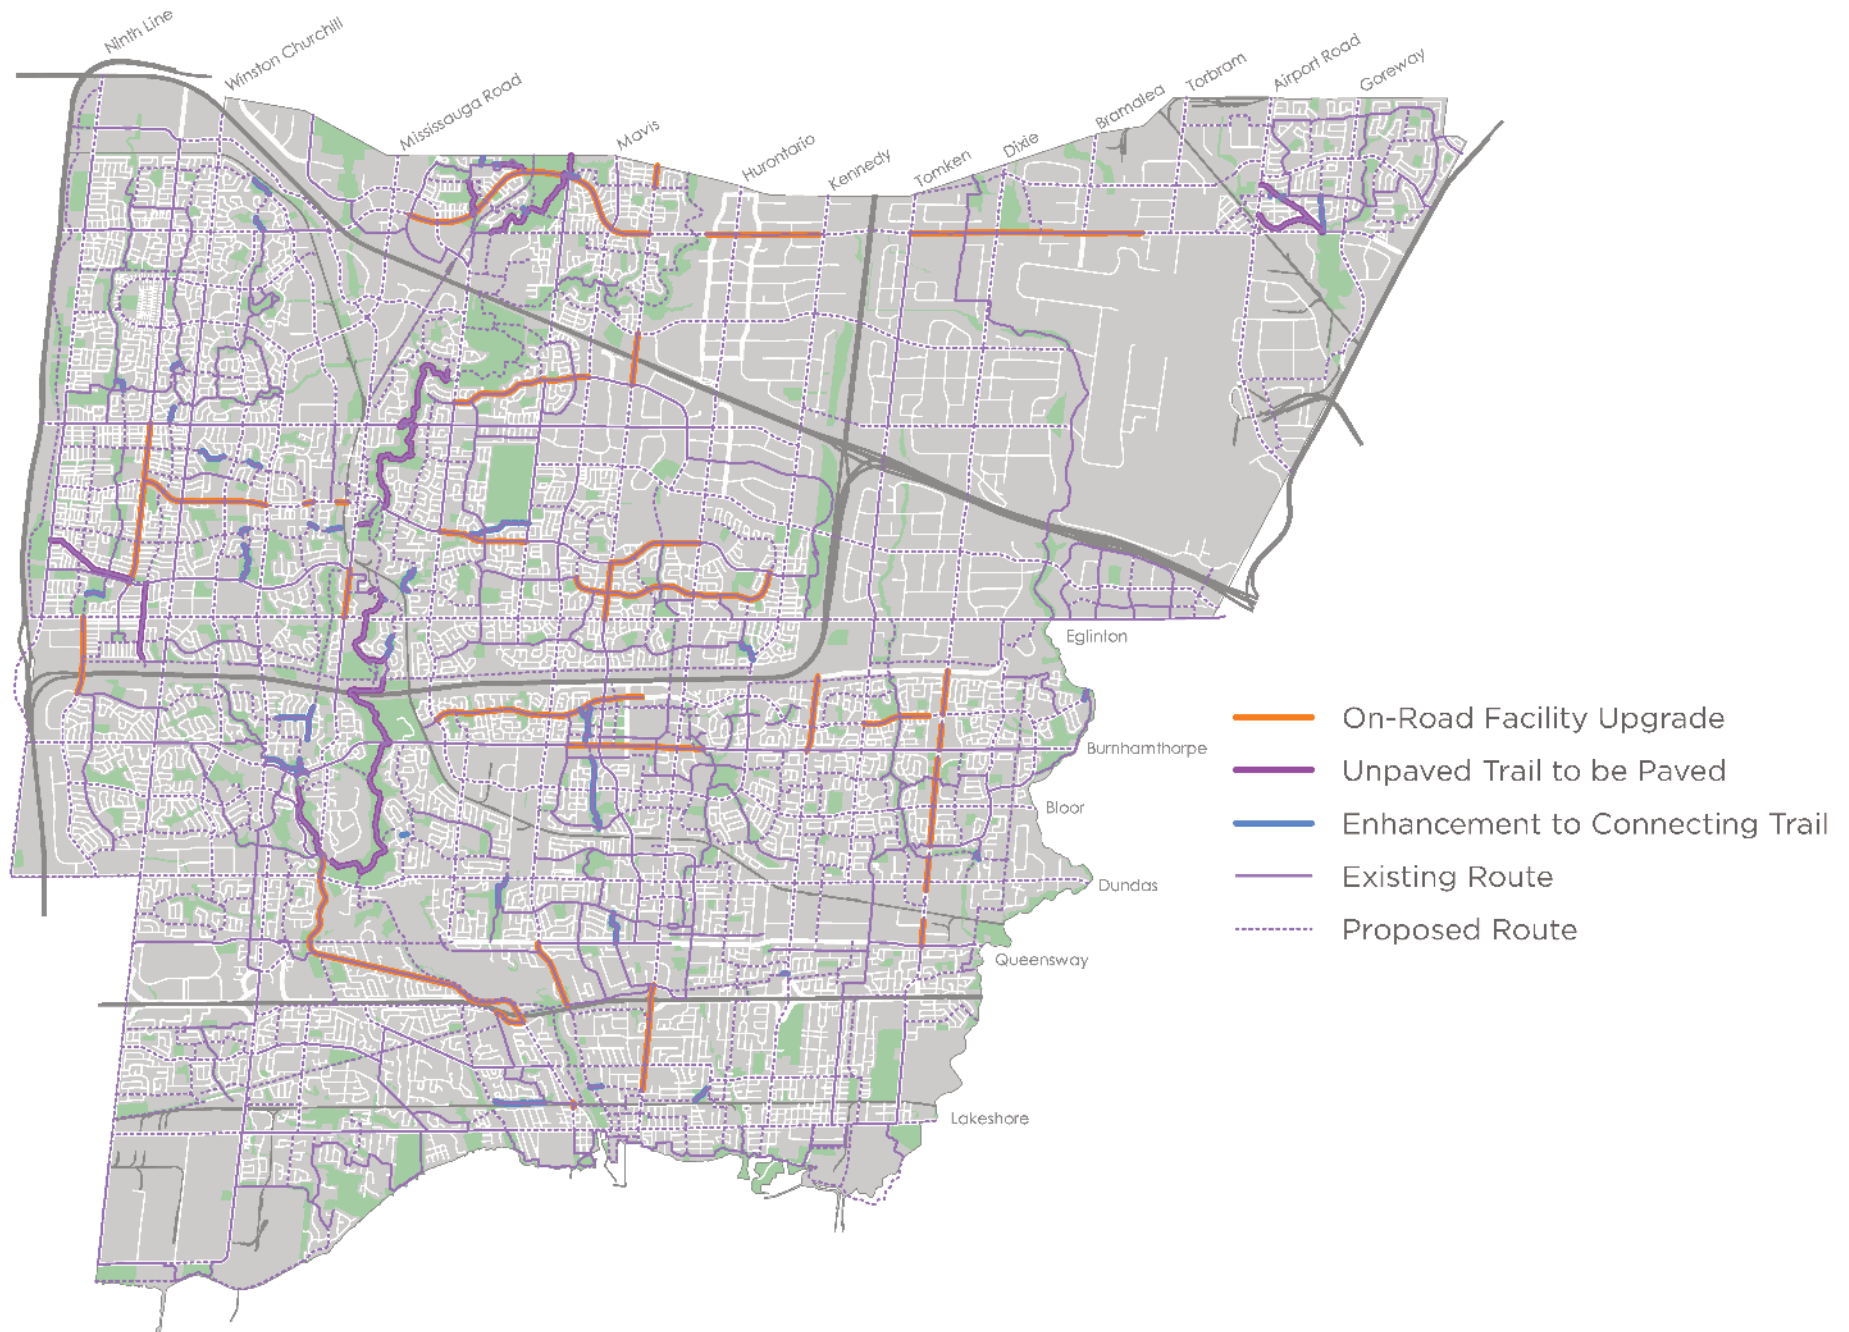 Ninth Line
Winston Churchill
Mississauga Road
Mavis
Hurontario
Kennedy
Tomken
Dixie
Bramalea
Torbram
Airport Road
Goreway
Eglinton
Burnhamthorpe
Bloor
Dundas
Queensway
Lakeshore
On-Road Facility Upgrade
Unpaved Trail to be Paved
Enhancement to Connecting Trail
Existing Route
Proposed Route